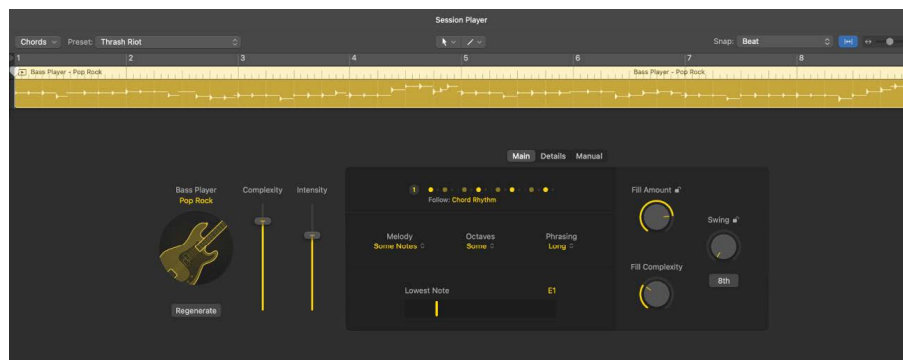 Session Player
Chords Preset: Thrash Riot Snap: Beat
1 2 3 4 5 6 7 8
Bass Player - Pop Rock Bass Player - Pop Rock
Main Details Manual
Bass Player
Pop Rock
Complexity Intensity
1
Follow: Chord Rhythm
Fill Amount
Swing
Melody Octaves Phrasing
Some Notes Some Long
Fill Complexity
8th
Lowest Note E1
Regenerate